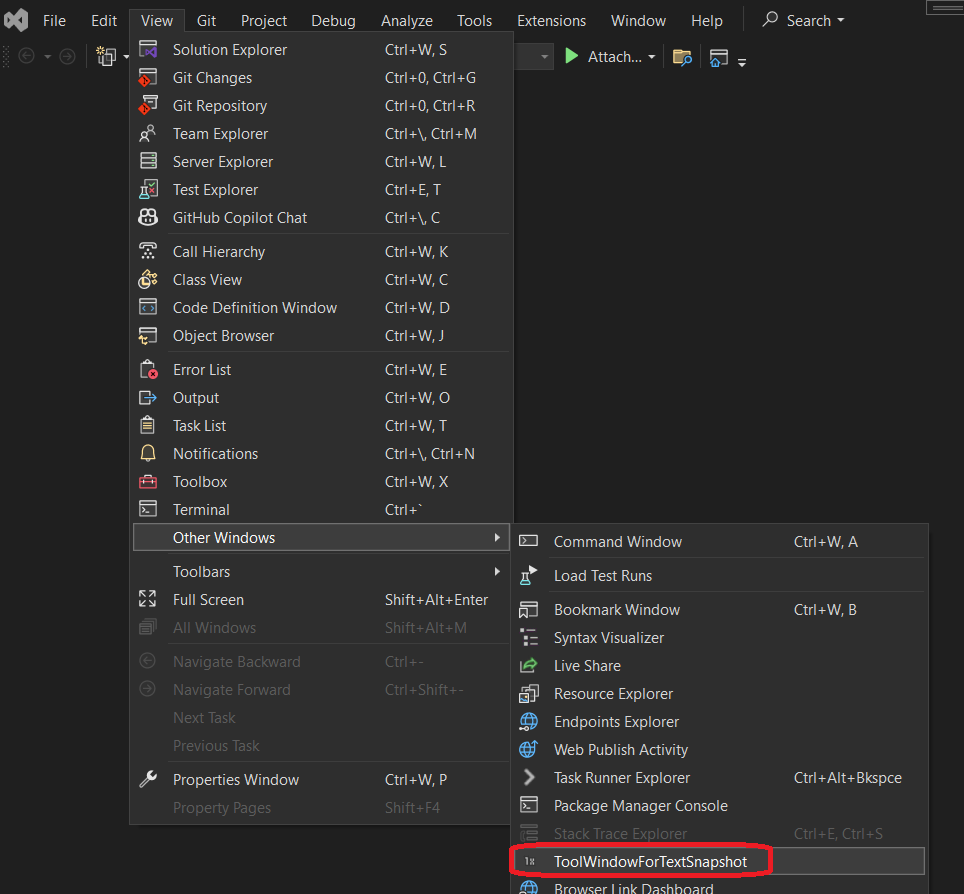 File Edit View Git Project Debug Analyze Tools Extensions Window Help Search
Attach...
Solution Explorer Ctrl+W, S
Git Changes Ctrl+0, Ctrl+G
Git Repository Ctrl+0, Ctrl+R
Team Explorer Ctrl+\, Ctrl+M
Server Explorer Ctrl+W, L
Test Explorer Ctrl+E, T
GitHub Copilot Chat Ctrl+\, C
Call Hierarchy Ctrl+W, K
Class View Ctrl+W, C
Code Definition Window Ctrl+W, D
Object Browser Ctrl+W, J
Error List Ctrl+W, E
Output Ctrl+W, O
Task List Ctrl+W, T
Notifications Ctrl+\, Ctrl+N
Toolbox Ctrl+W, X
Terminal Ctrl+`
Other Windows
Toolbars
Full Screen Shift+Alt+Enter
All Windows Shift+Alt+M
Navigate Backward Ctrl+-
Navigate Forward Ctrl+Shift+-
Next Task
Previous Task
Properties Window Ctrl+W, P
Property Pages Shift+F4
Command Window Ctrl+W, A
Load Test Runs
Bookmark Window Ctrl+W, B
Syntax Visualizer
Live Share
Resource Explorer
Endpoints Explorer
Web Publish Activity
Task Runner Explorer Ctrl+Alt+Bkspce
Package Manager Console
Stack Trace Explorer Ctrl+E, Ctrl+S
ToolWindowForTextSnapshot
Browser Link Dashboard